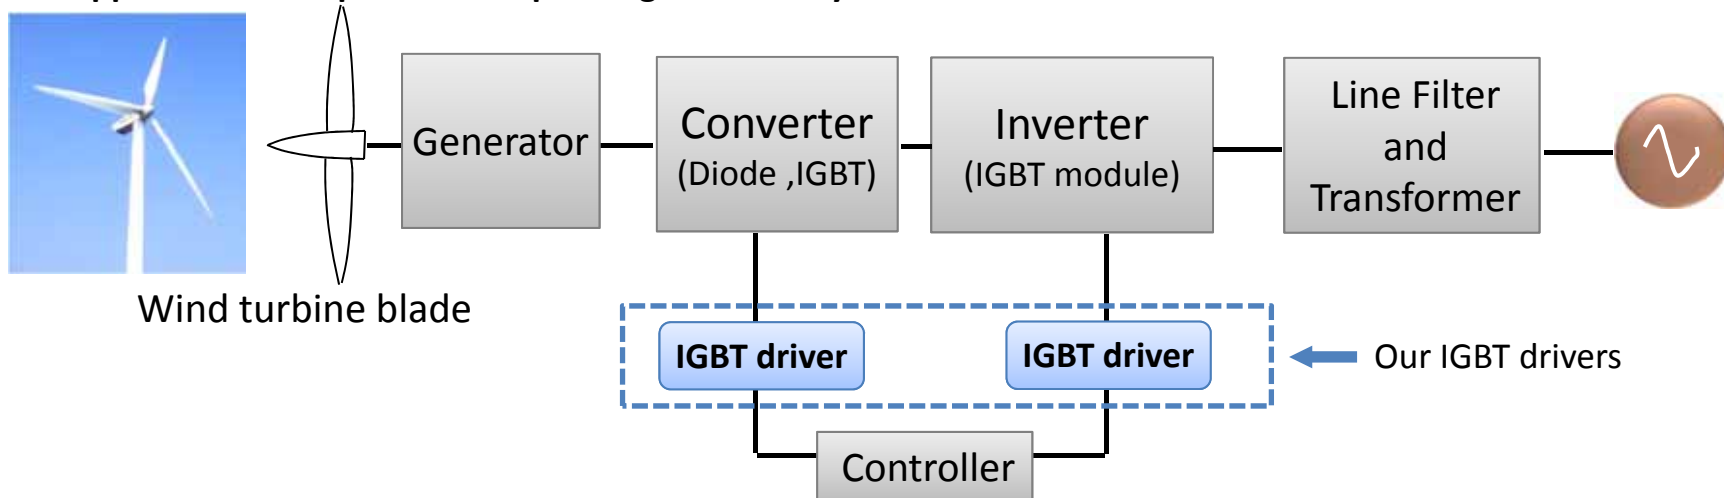 Generator
Converter
(Diode ,IGBT)
Inverter
(IGBT module)
Line Filter
and
Transformer
Wind turbine blade
IGBT driver
IGBT driver
Our IGBT drivers
Controller